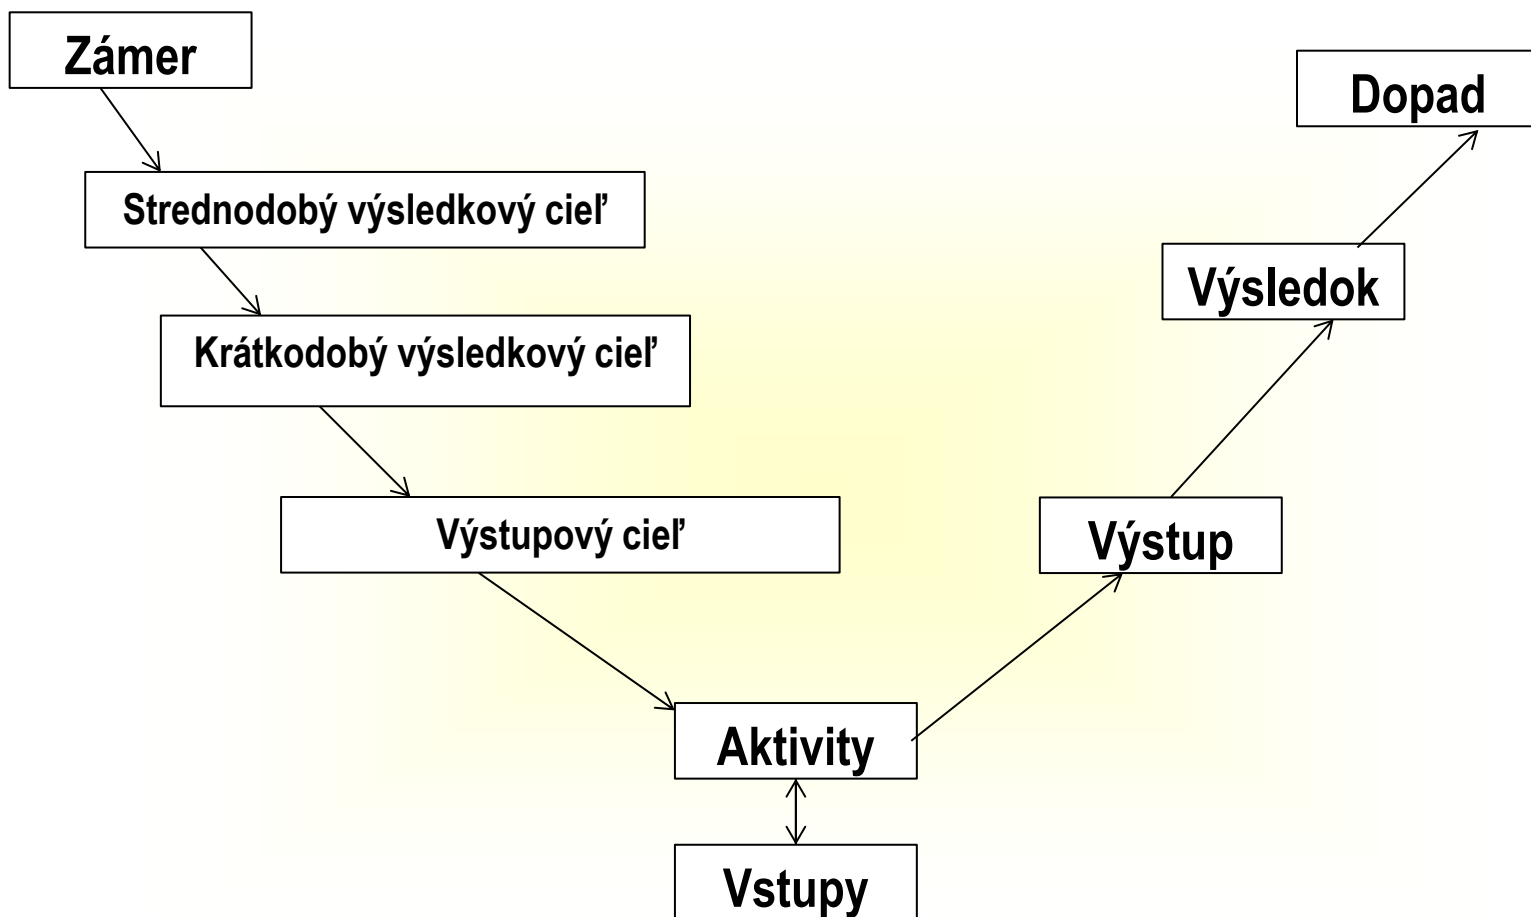 Zámer
Dopad
Strednodobý výsledkový cieľ
Výsledok
Krátkodobý výsledkový cieľ
Výstupový cieľ
Výstup
Aktivity
Vstupy